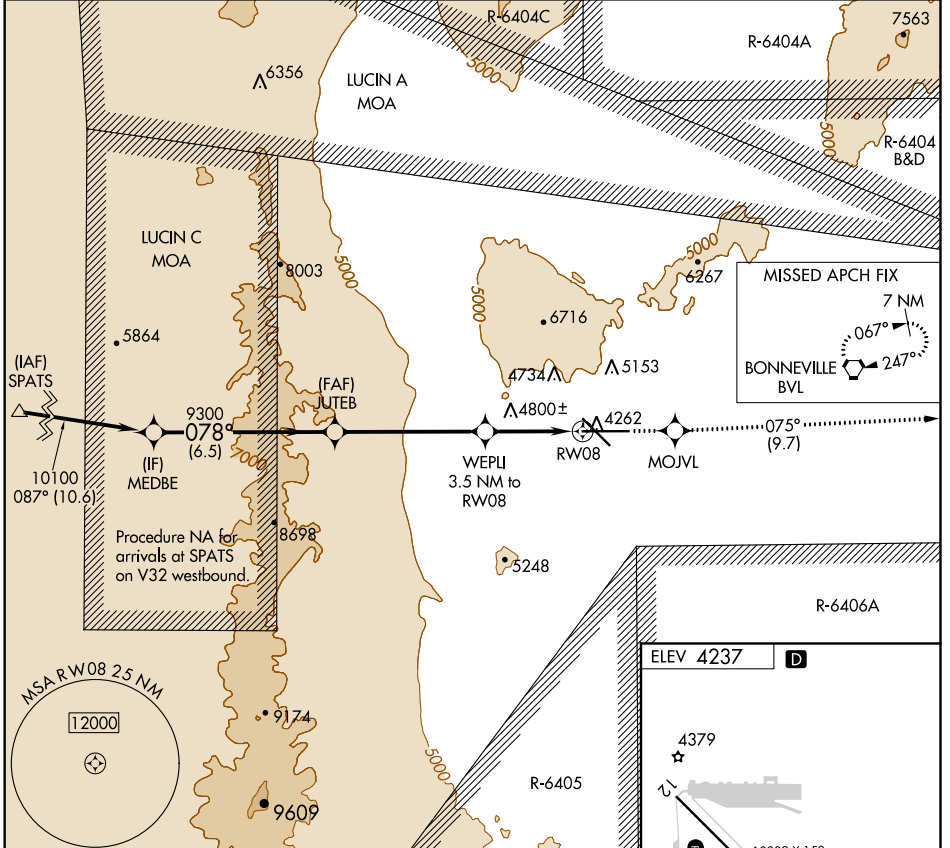 R-6404C
7563
R-6404A
5000
6356
LUCIN A
MOA
5000
5000
R-6404
B&D
LUCIN C
MOA
8003
5000
5000
6267
5000
MISSED APCH FIX
7 NM
067°
247°
BONNEVILLE
BVL
6716
5864
4734
5153
(IAF)
SPATS
(FAF)
JUTEB
4800±
4262
9300
078°
(6.5)
7000
(IF)
MEDBE
10100
087° (10.6)
WEPLI
3.5 NM to
RW08
RW08
MOJVL
075°
(9.7)
Procedure NA for
arrivals at SPATS
on V32 westbound.
8698
5248
R-6406A
ELEV 4237
D
MSA RW08 25 NM
12000
9174
4379
5000
R-6405
12
9609